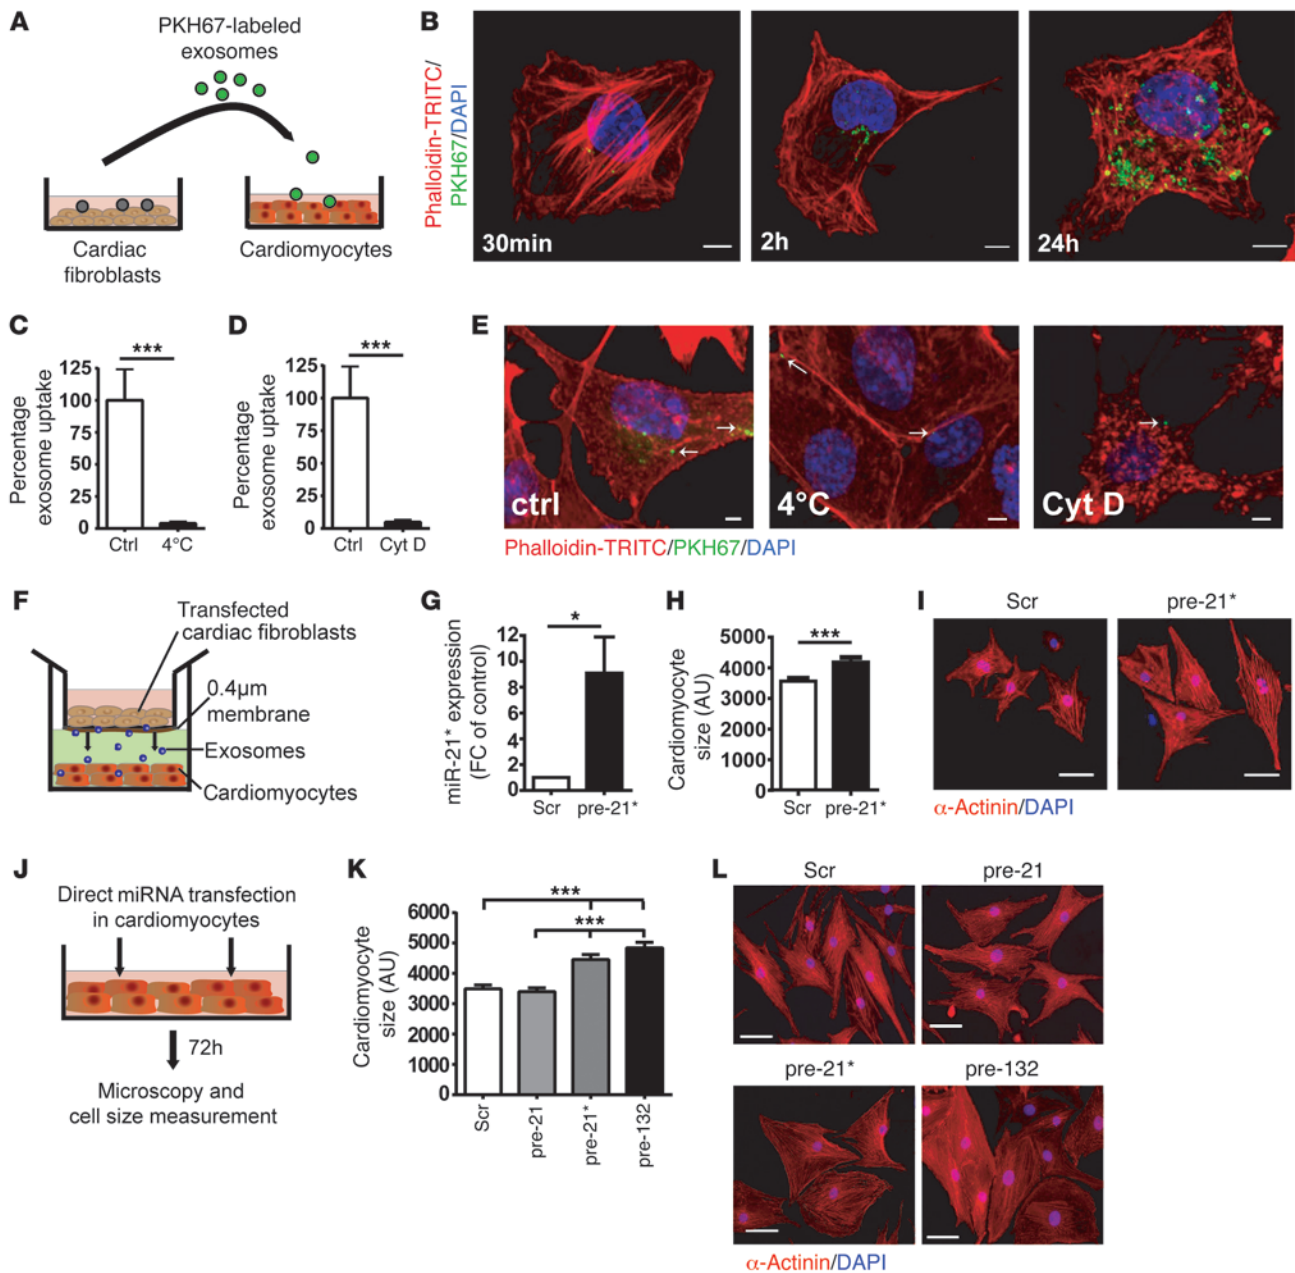 A
PKH67-labeled
exosomes
Cardiac
fibroblasts
Cardiomyocytes
B
Phalloidin-TRITC/
PKH67/DAPI
30min
2h
24h
C
Percentage
exosome uptake
125
100
75
50
25
0
***
Ctrl
4°C
D
Percentage
exosome uptake
125
100
75
50
25
0
***
Ctrl
Cyt D
E
ctrl
4°C
Cyt D
Phalloidin-TRITC/PKH67/DAPI
F
Transfected
cardiac fibroblasts
0.4μm
membrane
Exosomes
Cardiomyocytes
G
miR-21* expression
(FC of control)
12
10
8
6
4
2
0
*
Scr
pre-21*
H
Cardiomyocyte
size (AU)
5000
4000
3000
2000
1000
0
***
Scr
pre-21*
I
Scr
pre-21*
α-Actinin/DAPI
J
Direct miRNA transfection
in cardiomyocytes
72h
Microscopy and
cell size measurement
K
Cardiomyocyte
size (AU)
6000
5000
4000
3000
2000
1000
0
***
***
Scr
pre-21
pre-21*
pre-132
L
Scr
pre-21
pre-21*
pre-132
α-Actinin/DAPI